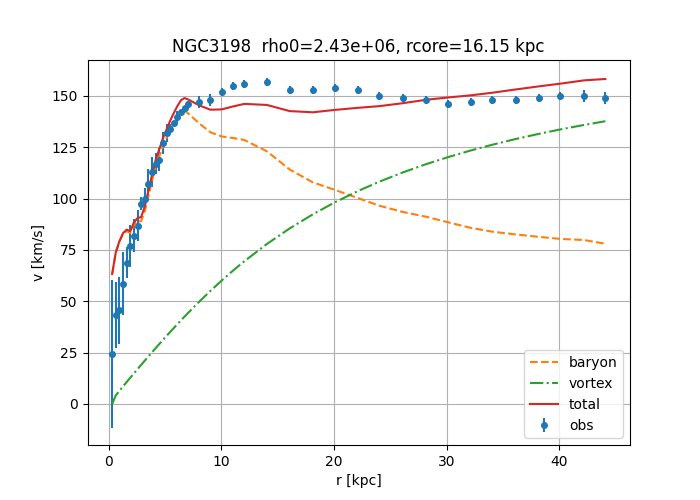 NGC3198  rho0=2.43e+06, rcore=16.15 kpc
v [km/s]
150
125
100
75
50
25
0
0 10 20 30 40
r [kpc]
baryon
vortex
total
obs